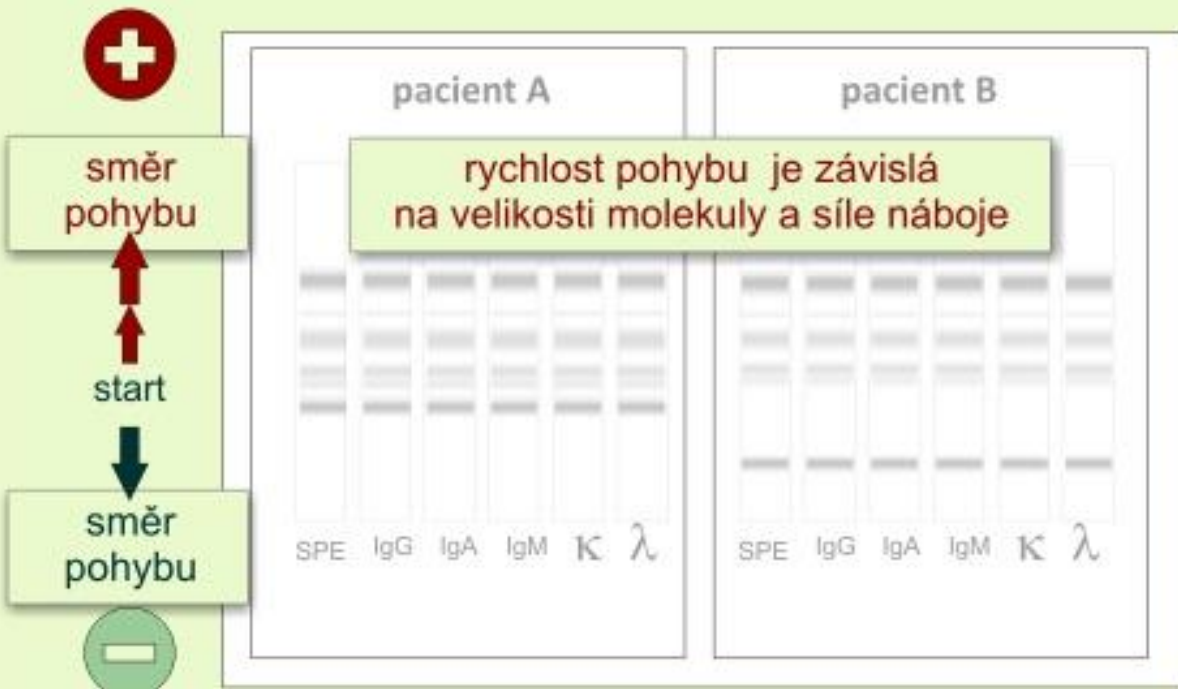 pacient A
pacient B
směr
pohybu
rychlost pohybu je závislá
na velikosti molekuly a síle náboje
start
směr
pohybu
SPE IgG IgA IgM κ λ
SPE IgG IgA IgM κ λ